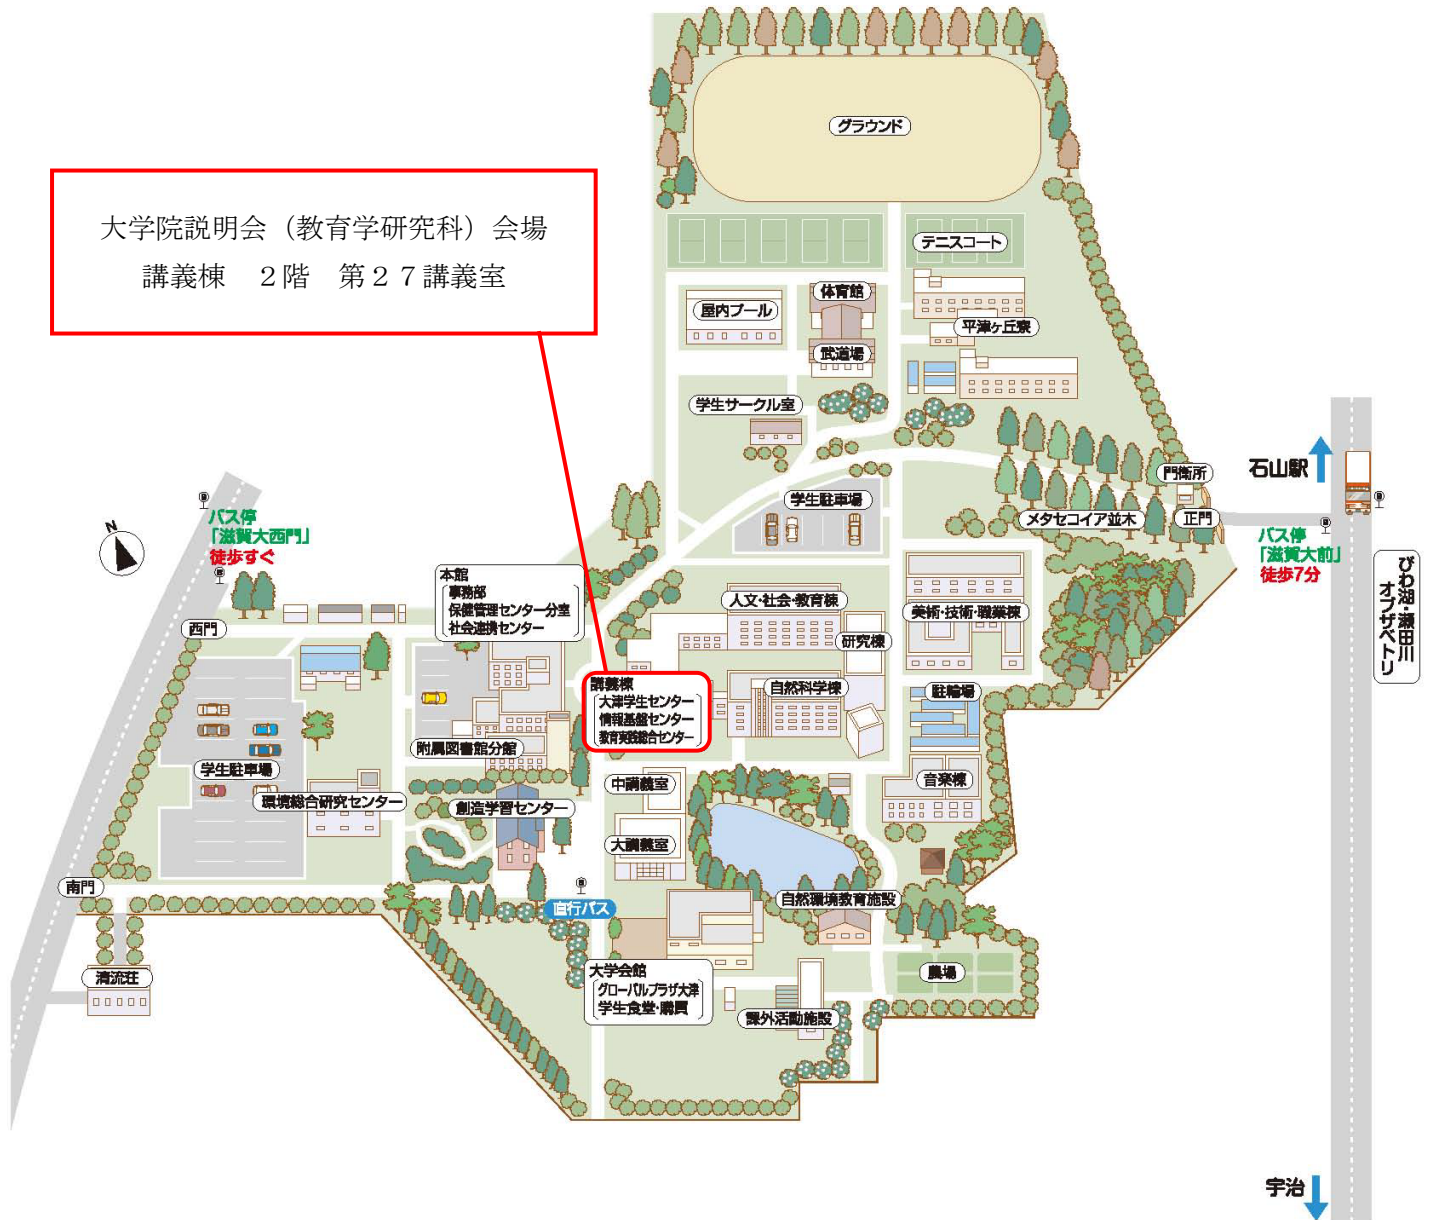 グラウンド
大学院説明会（教育学研究科）会場
講義棟　２階　第２７講義室
テニスコート
体育館
屋内プール
平津ヶ丘寮
武道場
学生サークル室
石山駅
門衛所
学生駐車場
メタセコイア並木
正門
バス停
「滋賀大西門」
徒歩すぐ
バス停
「滋賀大前」
徒歩7分
N
びわ湖・瀬田川
オブザベトリ
本館
事務部
保健管理センター分室
社会連携センター
人文・社会・教育棟
美術・技術・職業棟
西門
研究棟
講義棟
大津学生センター
情報基盤センター
教育実践総合センター
自然科学棟
駐輪場
附属図書館分館
学生駐車場
中講義室
音楽棟
環境総合研究センター
創造学習センター
大講義室
南門
直行バス
自然環境教育施設
清流荘
大学会館
グローバルプラザ大津
学生食堂・購買
農場
課外活動施設
宇治